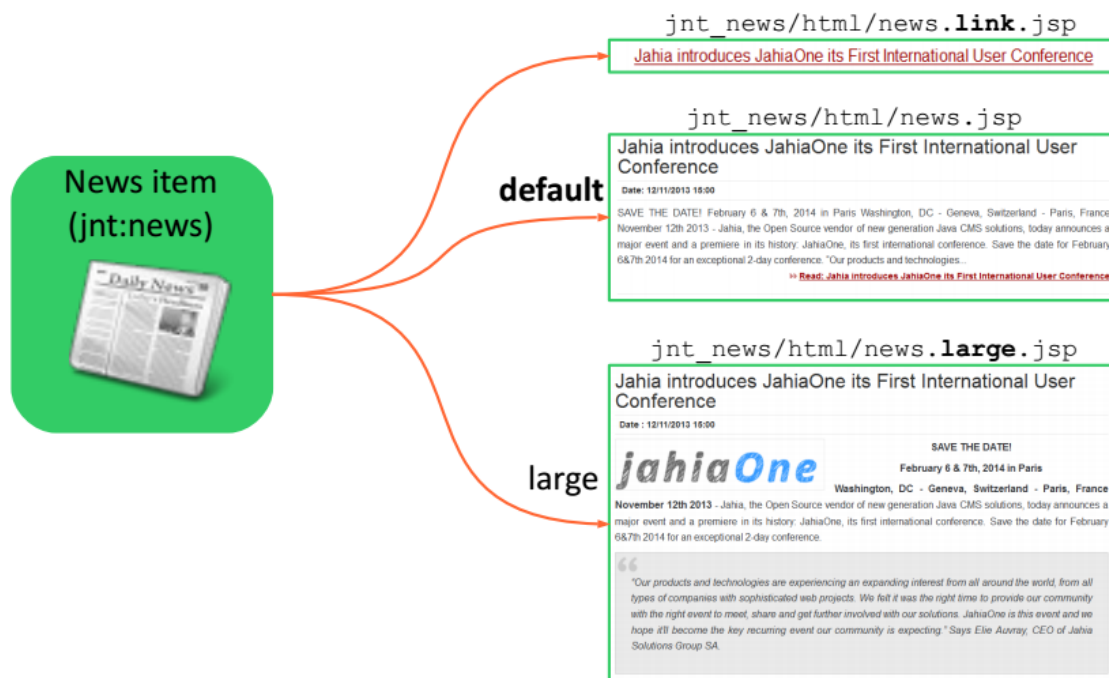 jnt_news/html/news.link.jsp
Jahia introduces JahiaOne its First International User Conference
jnt_news/html/news.jsp
Jahia introduces JahiaOne its First International User
Conference
Date: 12/11/2013 15:00
SAVE THE DATE! February 6 & 7th, 2014 in Paris Washington, DC - Geneva, Switzerland - Paris, France
November 12th 2013 - Jahia, the Open Source vendor of new generation Java CMS solutions, today announces a
major event and a premiere in its history: JahiaOne, its first international conference. Save the date for February
6&7th 2014 for an exceptional 2-day conference. "Our products and technologies...
›› Read: Jahia introduces JahiaOne its First International User Conference
News item
(jnt:news)
Daily News
default
large
jnt_news/html/news.large.jsp
Jahia introduces JahiaOne its First International User
Conference
Date : 12/11/2013 15:00
jahiaOne
SAVE THE DATE!
February 6 & 7th, 2014 in Paris
Washington, DC - Geneva, Switzerland - Paris, France
November 12th 2013 - Jahia, the Open Source vendor of new generation Java CMS solutions, today announces a
major event and a premiere in its history: JahiaOne, its first international conference. Save the date for February
6&7th 2014 for an exceptional 2-day conference.
"Our products and technologies are experiencing an expanding interest from all around the world, from all
types of companies with sophisticated web projects. We felt it was the right time to provide our community
with the right event to meet, share and get further involved with our solutions. JahiaOne is this event and we
hope it'll become the key recurring event our community is expecting." Says Elie Auvray, CEO of Jahia
Solutions Group SA.